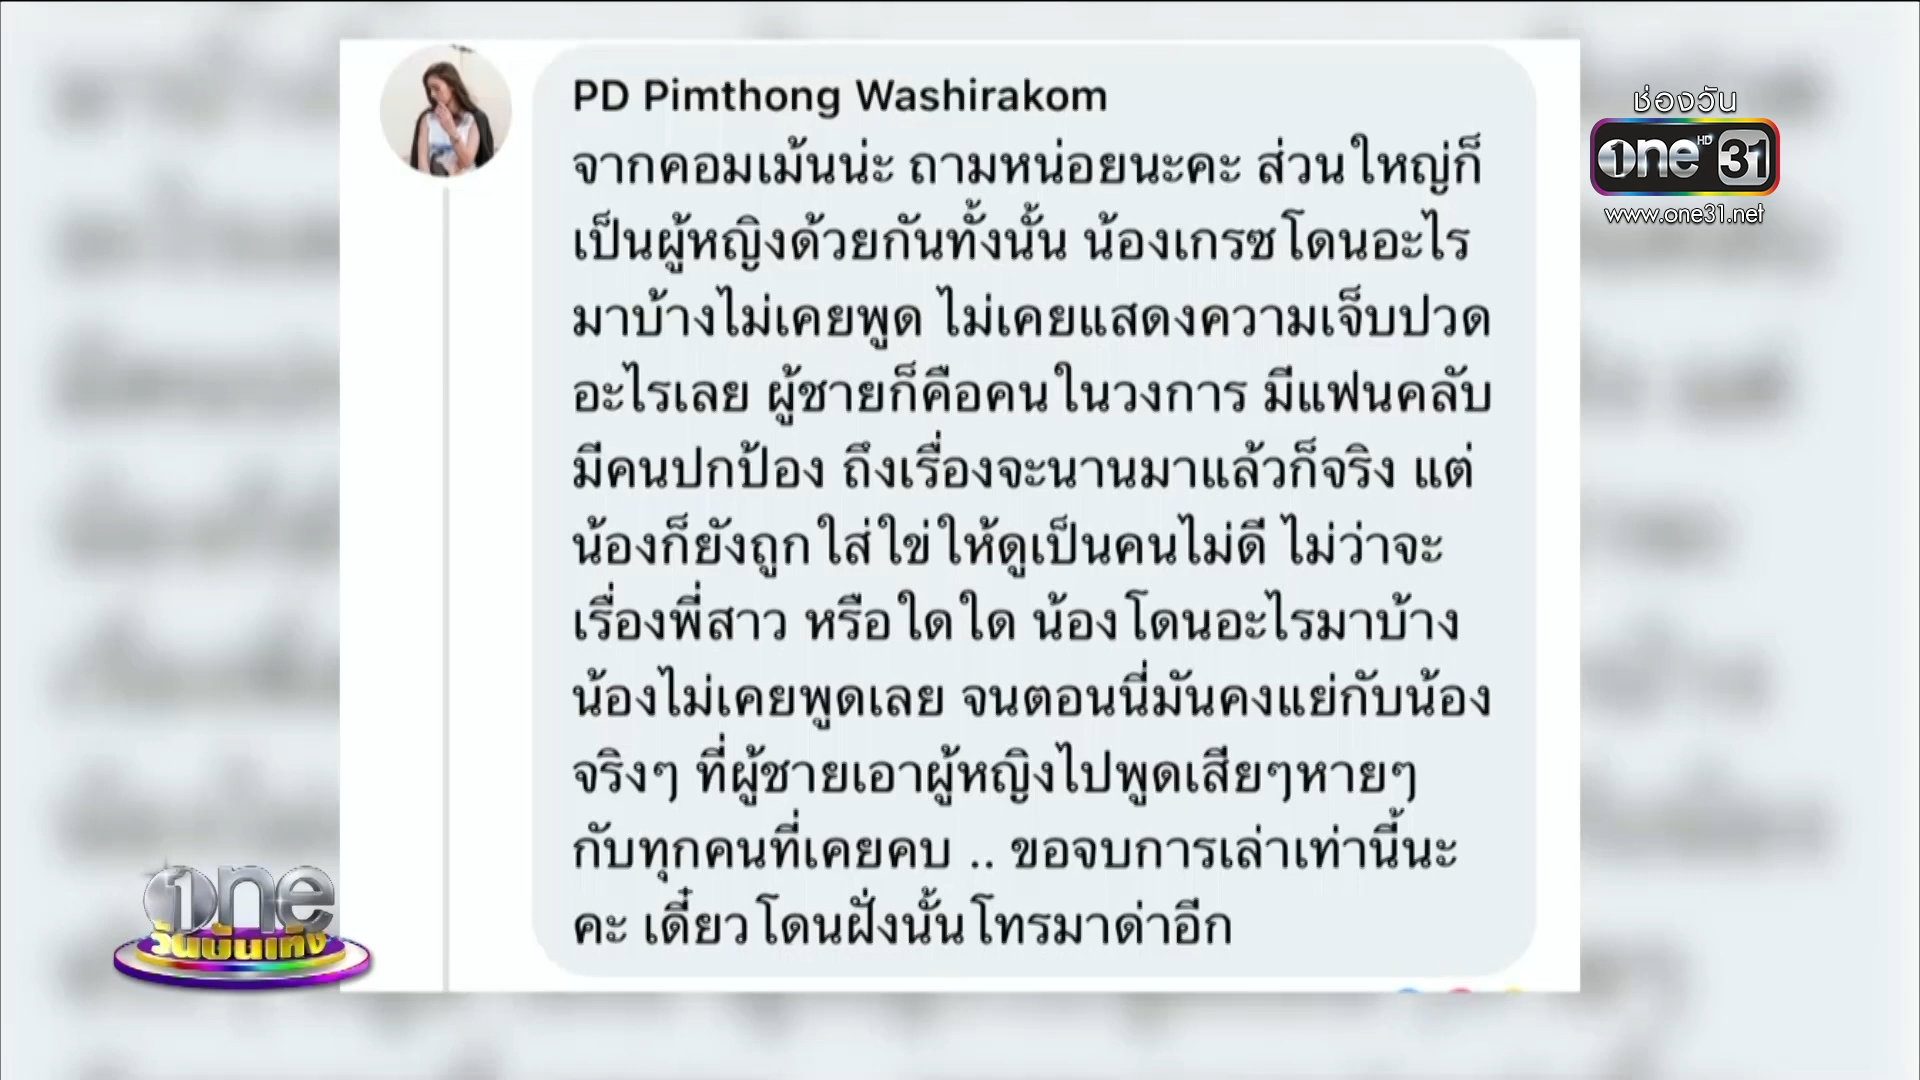 PD Pimthong Washirakom
จากคอมเม้นน่ะ ถามหน่อยนะคะ ส่วนใหญ่ก็
เป็นผู้หญิงด้วยกันทั้งนั้น น้องเกรซโดนอะไร
มาบ้างไม่เคยพูด ไม่เคยแสดงความเจ็บปวด
อะไรเลย ผู้ชายก็คือคนในวงการ มีแฟนคลับ
มีคนปกป้อง ถึงเรื่องจะนานมาแล้วก็จริง แต่
น้องก็ยังถูกใส่ใข่ให้ดูเป็นคนไม่ดี ไม่ว่าจะ
เรื่องพี่สาว หรือใดใด น้องโดนอะไรมาบ้าง
น้องไม่เคยพูดเลย จนตอนนี่มันคงแย่กับน้อง
จริงๆ ที่ผู้ชายเอาผู้หญิงไปพูดเสียๆหายๆ
กับทุกคนที่เคยคบ .. ขอจบการเล่าเท่านี้นะ
คะ เดี๋ยวโดนฝั่งนั้นโทรมาด่าอีก
ช่องวัน
one HD 31
www.one31.net
one
วันบันเทิง